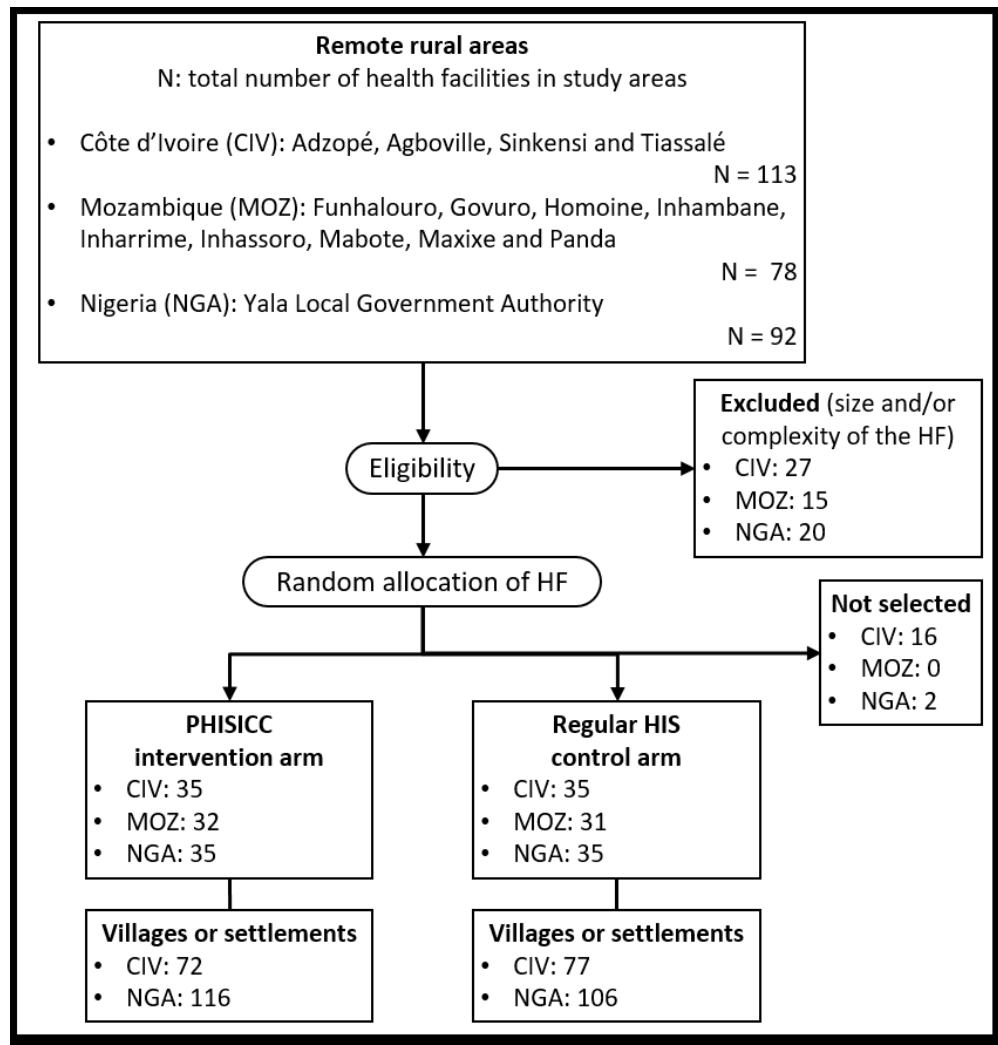 Remote rural areas
N: total number of health facilities in study areas
• Côte d’Ivoire (CIV): Adzopé, Agboville, Sinkensi and Tiassalé
N = 113
• Mozambique (MOZ): Funhalouro, Govuro, Homoine, Inhambane,
Inharrime, Inhassoro, Mabote, Maxixe and Panda
N = 78
• Nigeria (NGA): Yala Local Government Authority
N = 92
Excluded (size and/or
complexity of the HF)
• CIV: 27
• MOZ: 15
• NGA: 20
Eligibility
Random allocation of HF
Not selected
• CIV: 16
• MOZ: 0
• NGA: 2
PHISICC
intervention arm
• CIV: 35
• MOZ: 32
• NGA: 35
Regular HIS
control arm
• CIV: 35
• MOZ: 31
• NGA: 35
Villages or settlements
• CIV: 72
• NGA: 116
Villages or settlements
• CIV: 77
• NGA: 106